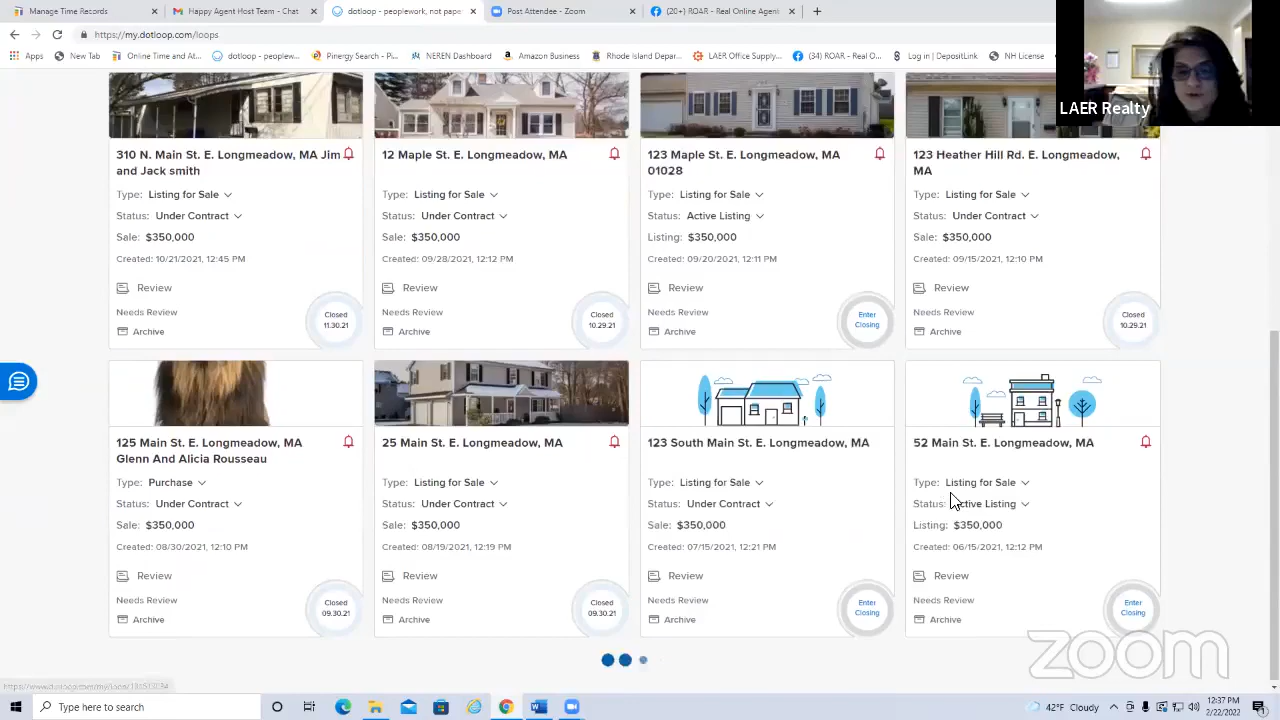 Manage Time Records
Happy Agent Host Team - Chat
dotloop - peoplework, not pape
Post Attendee - Zoom
(20+) ROAR - Real Online Agent
https://my.dotloop.com/loops
Apps
New Tab
Online Time and At...
dotloop - peoplew...
Pinergy Search - Pi...
NEREN Dashboard
Amazon Business
Rhode Island Depar...
LAER Office Supply...
(34) ROAR - Real O...
Log in | DepositLink
NH License
LAER Realty
310 N. Main St. E. Longmeadow, MA Jim
and Jack smith
Type: Listing for Sale
Status: Under Contract
Sale: $350,000
Created: 10/21/2021, 12:45 PM
Review
Needs Review
Archive
Closed
11.30.21
12 Maple St. E. Longmeadow, MA
Type: Listing for Sale
Status: Under Contract
Sale: $350,000
Created: 09/28/2021, 12:12 PM
Review
Needs Review
Archive
Closed
10.29.21
123 Maple St. E. Longmeadow, MA
01028
Type: Listing for Sale
Status: Active Listing
Listing: $350,000
Created: 09/20/2021, 12:11 PM
Review
Needs Review
Archive
Enter
Closing
123 Heather Hill Rd. E. Longmeadow,
MA
Type: Listing for Sale
Status: Under Contract
Sale: $350,000
Created: 09/15/2021, 12:10 PM
Review
Needs Review
Archive
Closed
10.29.21
125 Main St. E. Longmeadow, MA
Glenn And Alicia Rousseau
Type: Purchase
Status: Under Contract
Sale: $350,000
Created: 08/30/2021, 12:10 PM
Review
Needs Review
Archive
Closed
09.30.21
25 Main St. E. Longmeadow, MA
Type: Listing for Sale
Status: Under Contract
Sale: $350,000
Created: 08/19/2021, 12:19 PM
Review
Needs Review
Archive
Closed
09.30.21
123 South Main St. E. Longmeadow, MA
Type: Listing for Sale
Status: Under Contract
Sale: $350,000
Created: 07/15/2021, 12:21 PM
Review
Needs Review
Archive
Enter
Closing
52 Main St. E. Longmeadow, MA
Type: Listing for Sale
Status: Active Listing
Listing: $350,000
Created: 06/15/2021, 12:12 PM
Review
Needs Review
Archive
Enter
Closing
zoom
Type here to search
42°F Cloudy
12:37 PM
2/22/2022